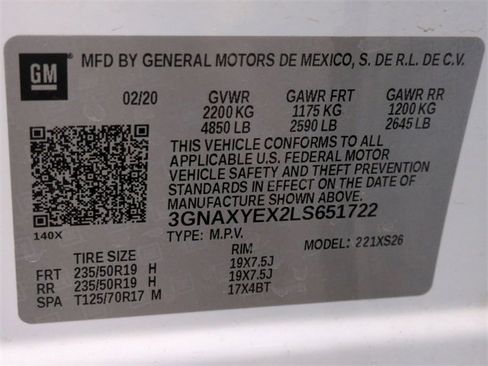 GM
MFD BY GENERAL MOTORS DE MEXICO, S. DE R.L. DE C.V.
02/20 GVWR GAWR FRT GAWR RR
2200 KG 1175 KG 1200 KG
4850 LB 2590 LB 2645 LB
THIS VEHICLE CONFORMS TO ALL
APPLICABLE U.S. FEDERAL MOTOR
VEHICLE SAFETY AND THEFT PREVENTION
STANDARDS IN EFFECT ON THE DATE OF
MANUFACTURE SHOWN ABOVE.
3GNAXYEX2LS651722
140X TYPE: M.P.V. MODEL: 221XS26
TIRE SIZE RIM
FRT 235/50R19 H 19X7.5J
RR 235/50R19 H 19X7.5J
SPA T125/70R17 M 17X4BT